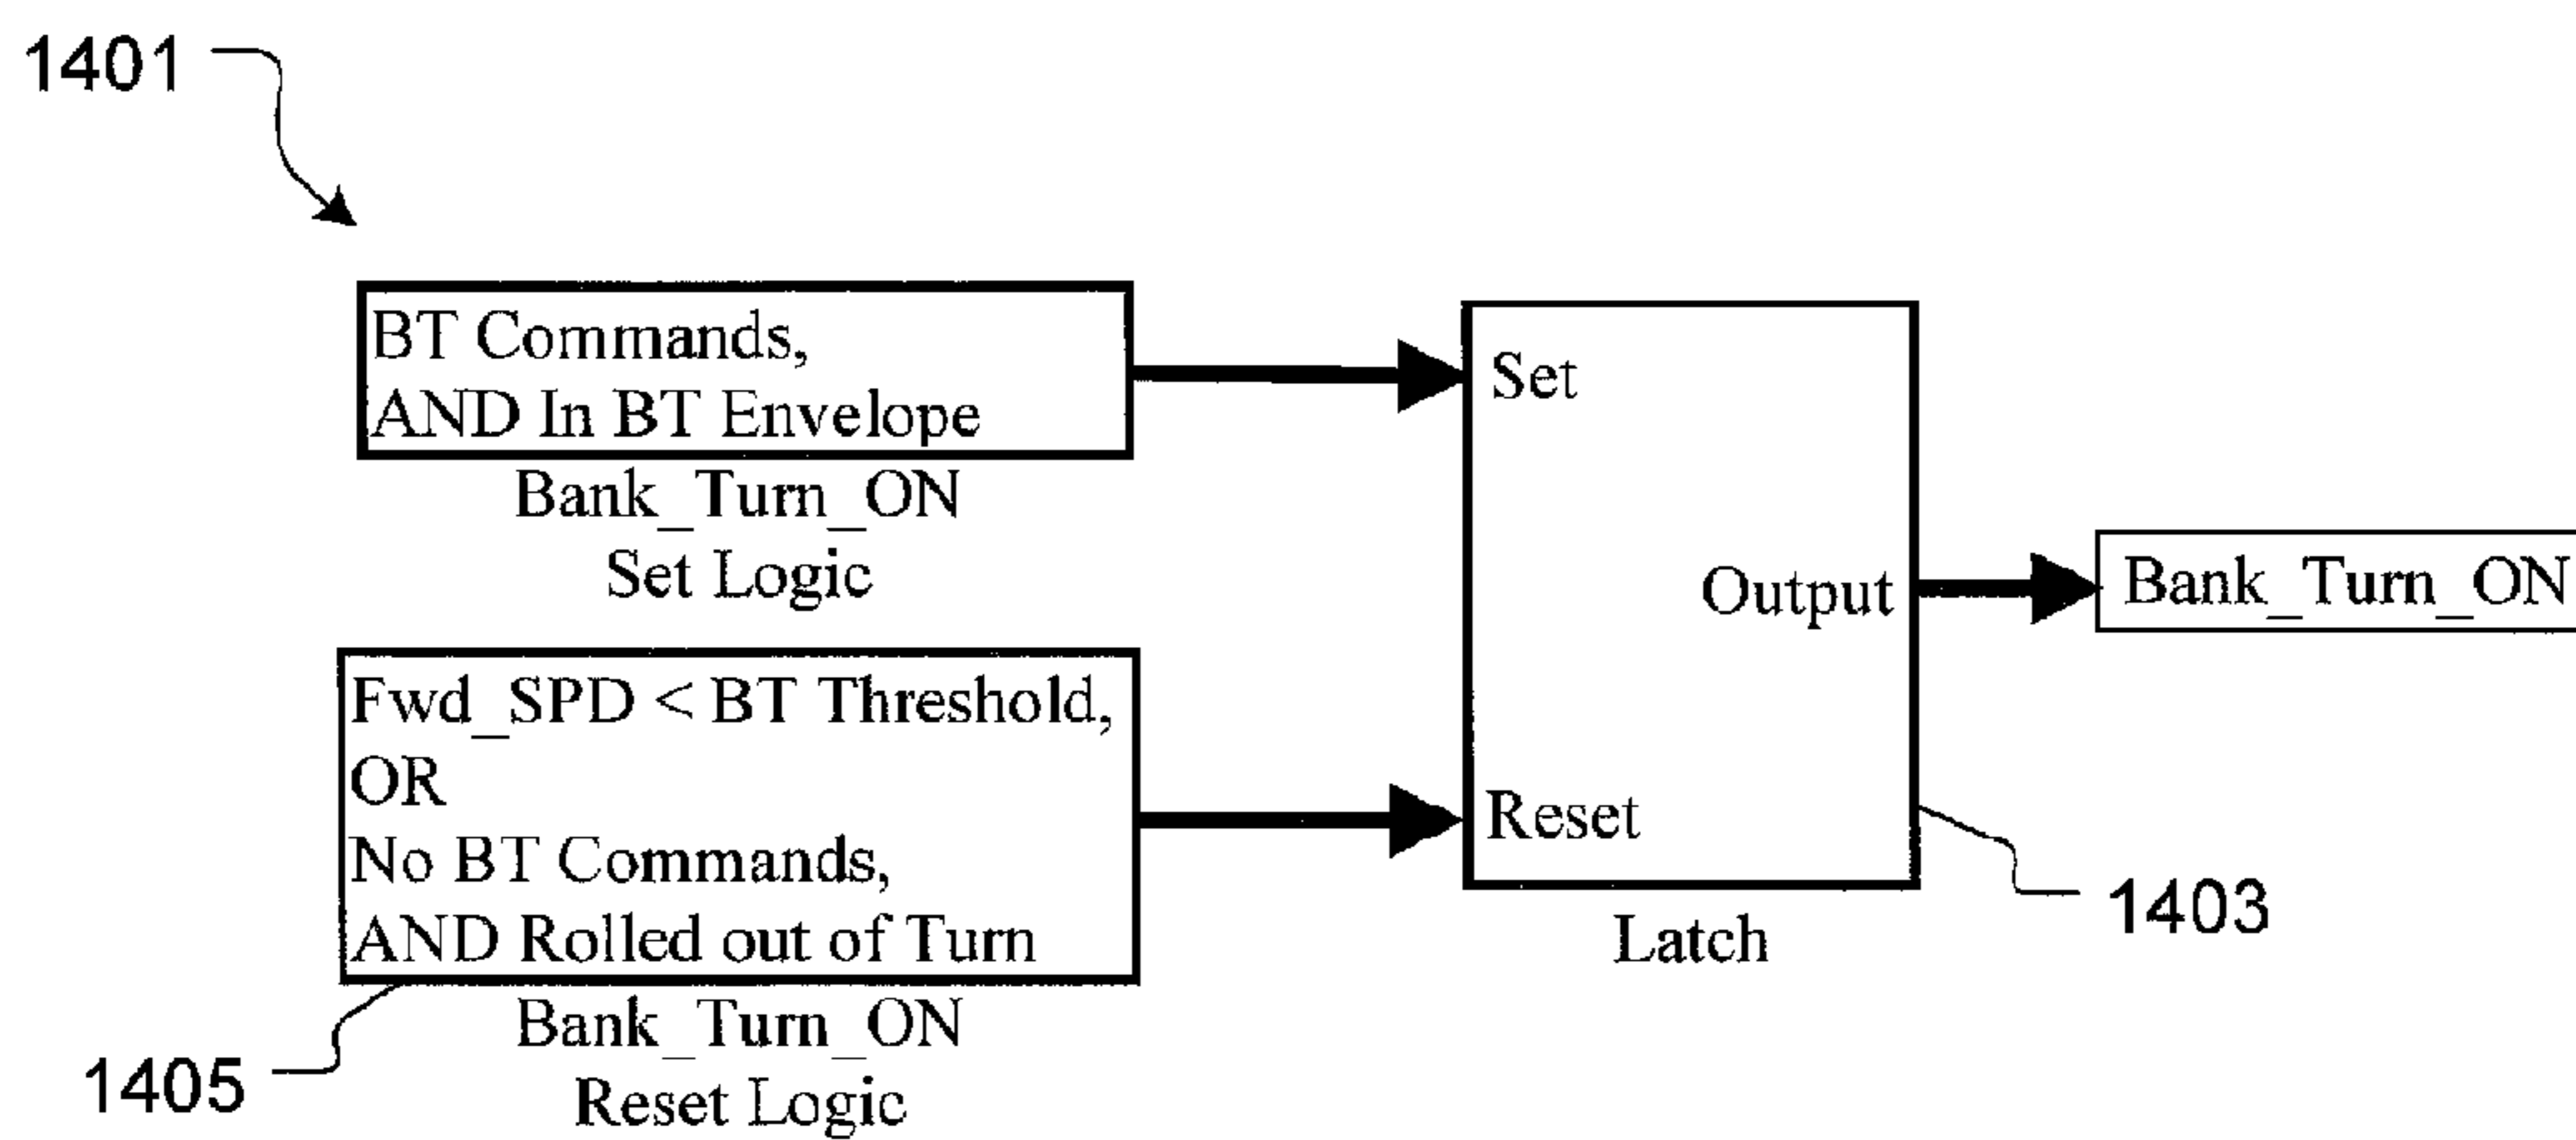 1401
BT Commands,
AND In BT Envelope
Bank_Turn_ON
Set Logic
Fwd_SPD < BT Threshold,
OR
No BT Commands,
AND Rolled out of Turn
Bank_Turn_ON
Reset Logic
1405
Set
Output
Reset
Latch
1403
Bank_Turn_ON